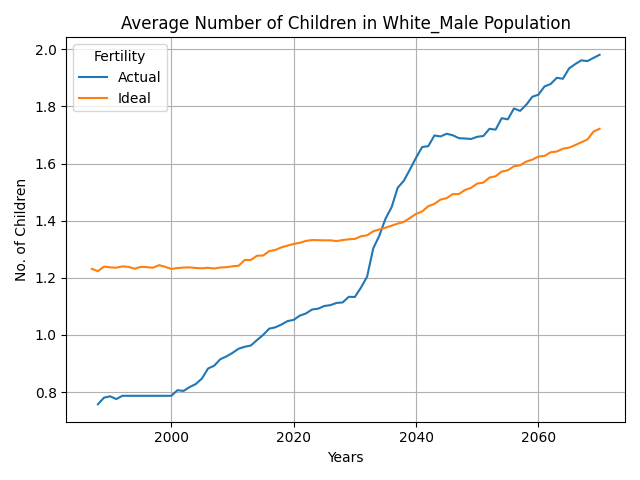 Average Number of Children in White_Male Population
Fertility
Actual
Ideal
No. of Children
2.0
1.8
1.6
1.4
1.2
1.0
0.8
2000
2020
2040
2060
Years